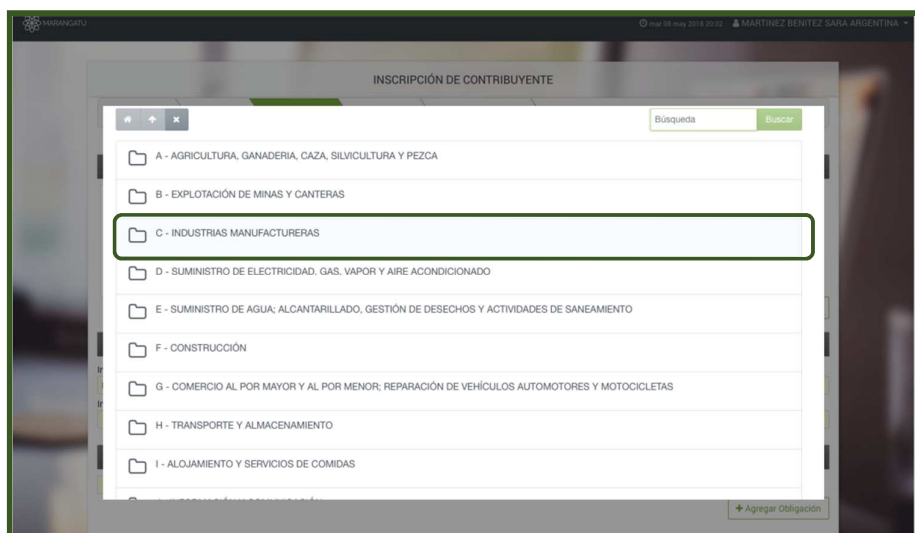 MARANGATU
mar 08 may 2018 20:02 MARTINEZ BENITEZ SARA ARGENTINA
INSCRIPCIÓN DE CONTRIBUYENTE
Búsqueda Buscar
A - AGRICULTURA, GANADERIA, CAZA, SILVICULTURA Y PEZCA
B - EXPLOTACIÓN DE MINAS Y CANTERAS
C - INDUSTRIAS MANUFACTURERAS
D - SUMINISTRO DE ELECTRICIDAD. GAS. VAPOR Y AIRE ACONDICIONADO
E - SUMINISTRO DE AGUA; ALCANTARILLADO, GESTIÓN DE DESECHOS Y ACTIVIDADES DE SANEAMIENTO
F - CONSTRUCCIÓN
G - COMERCIO AL POR MAYOR Y AL POR MENOR; REPARACIÓN DE VEHÍCULOS AUTOMOTORES Y MOTOCICLETAS
H - TRANSPORTE Y ALMACENAMIENTO
I - ALOJAMIENTO Y SERVICIOS DE COMIDAS
+ Agregar Obligación